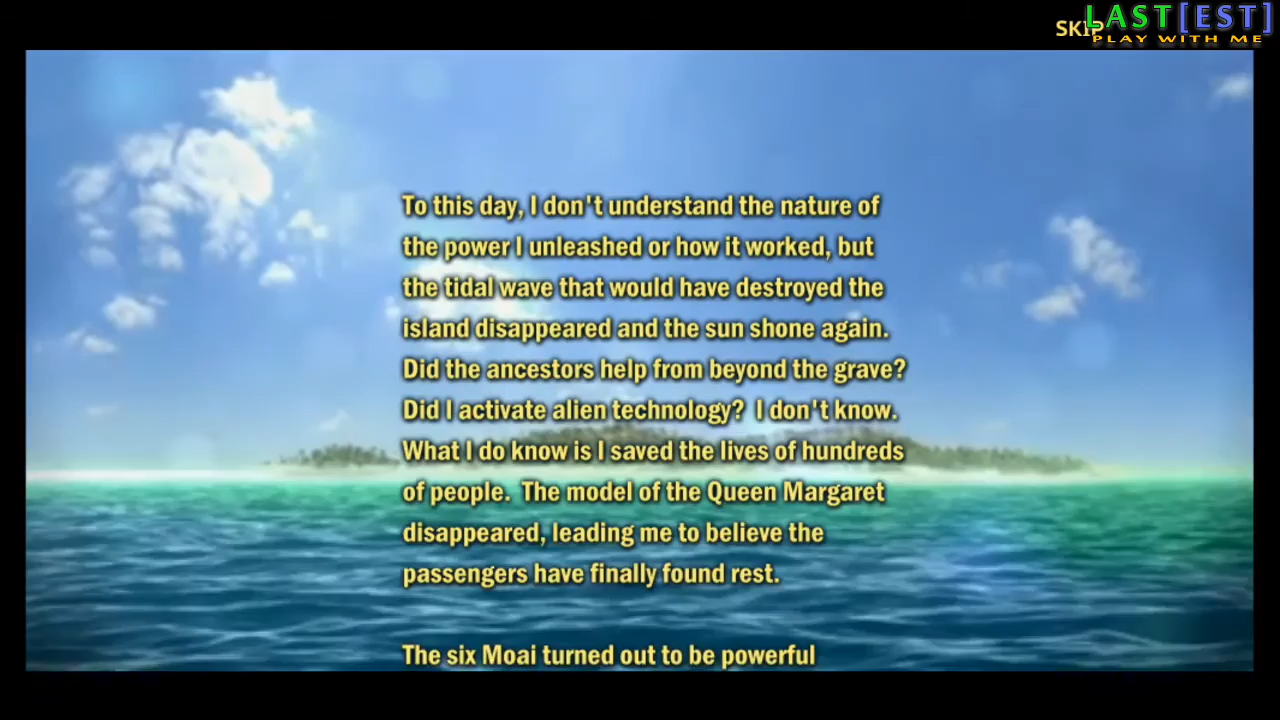 SKIP
LAST[EST]
PLAY WITH ME
To this day, I don't understand the nature of
the power I unleashed or how it worked, but
the tidal wave that would have destroyed the
island disappeared and the sun shone again.
Did the ancestors help from beyond the grave?
Did I activate alien technology?  I don't know.
What I do know is I saved the lives of hundreds
of people.  The model of the Queen Margaret
disappeared, leading me to believe the
passengers have finally found rest.
The six Moai turned out to be powerful